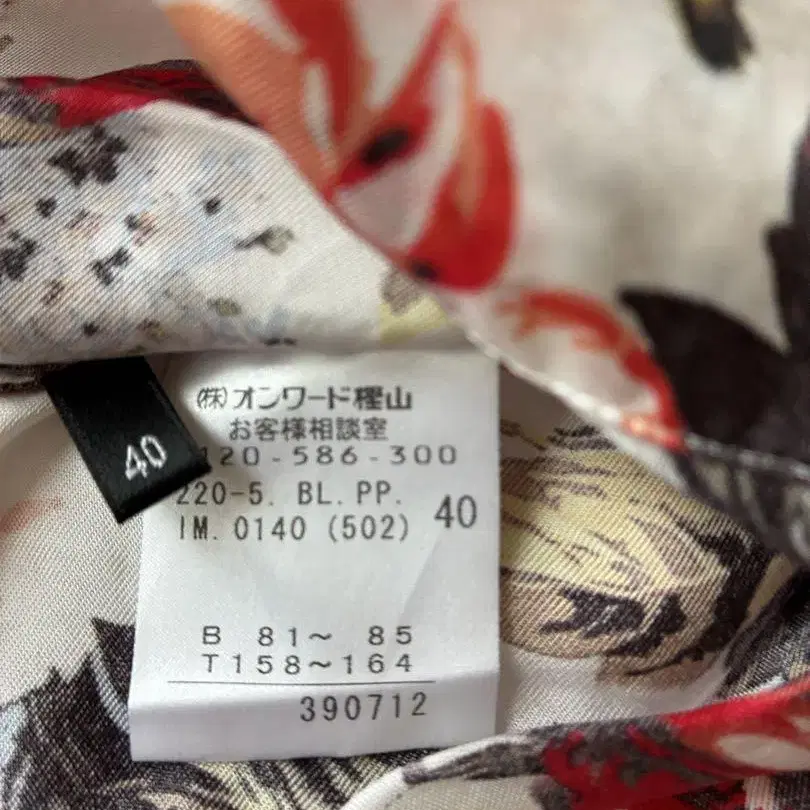 (株)オンワード樫山
お客様相談室
120-586-300
220-5. BL. PP.
IM. 0140 (502) 40
B 81~ 85
T158~164
390712
40